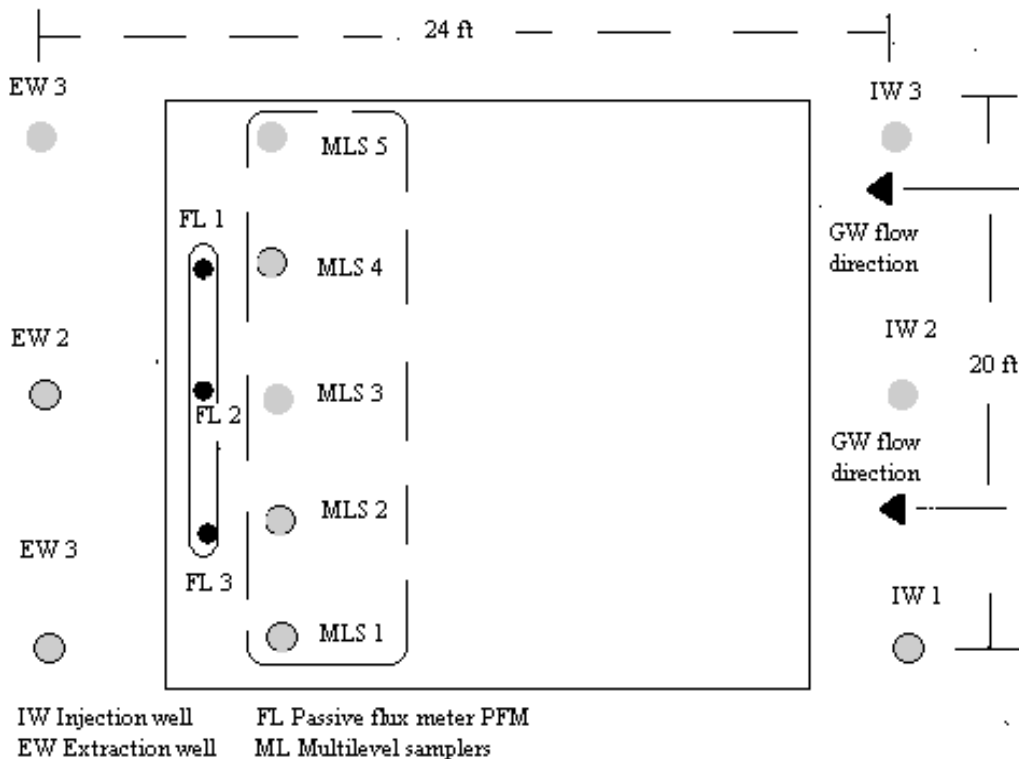 24 ft
EW 3
IW 3
MLS 5
FL 1
GW flow
direction
MLS 4
EW 2
IW 2
20 ft
MLS 3
FL 2
GW flow
direction
MLS 2
EW 3
FL 3
IW 1
MLS 1
IW Injection well
FL Passive flux meter PFM
EW Extraction well
ML Multilevel samplers